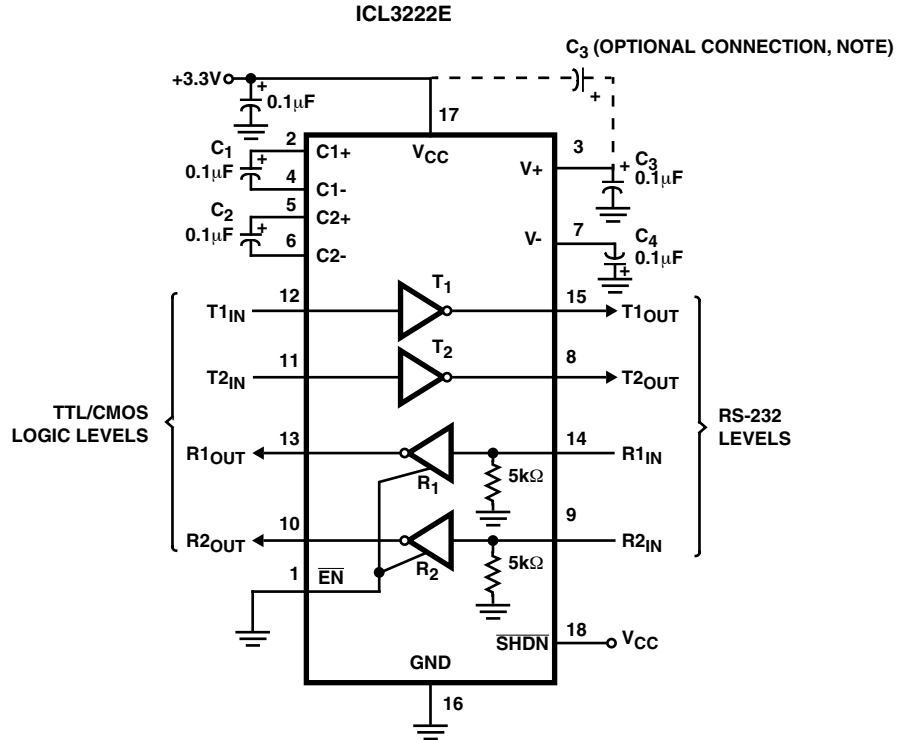 ICL3222E
C3 (OPTIONAL CONNECTION, NOTE)
+3.3V
+
0.1μF
17
+
2
C1
0.1μF
+
C1+
VCC
3
V+
+
C3
0.1μF
4
C1-
5
C2
0.1μF
+
C2+
7
V-
C4
0.1μF
+
6
C2-
T1
12
15
T1IN
T1OUT
T2
11
8
T2IN
T2OUT
TTL/CMOS
LOGIC LEVELS
RS-232
LEVELS
13
14
R1OUT
R1IN
R1
5kΩ
9
10
R2OUT
R2IN
R2
5kΩ
1
EN
SHDN
18
VCC
GND
16